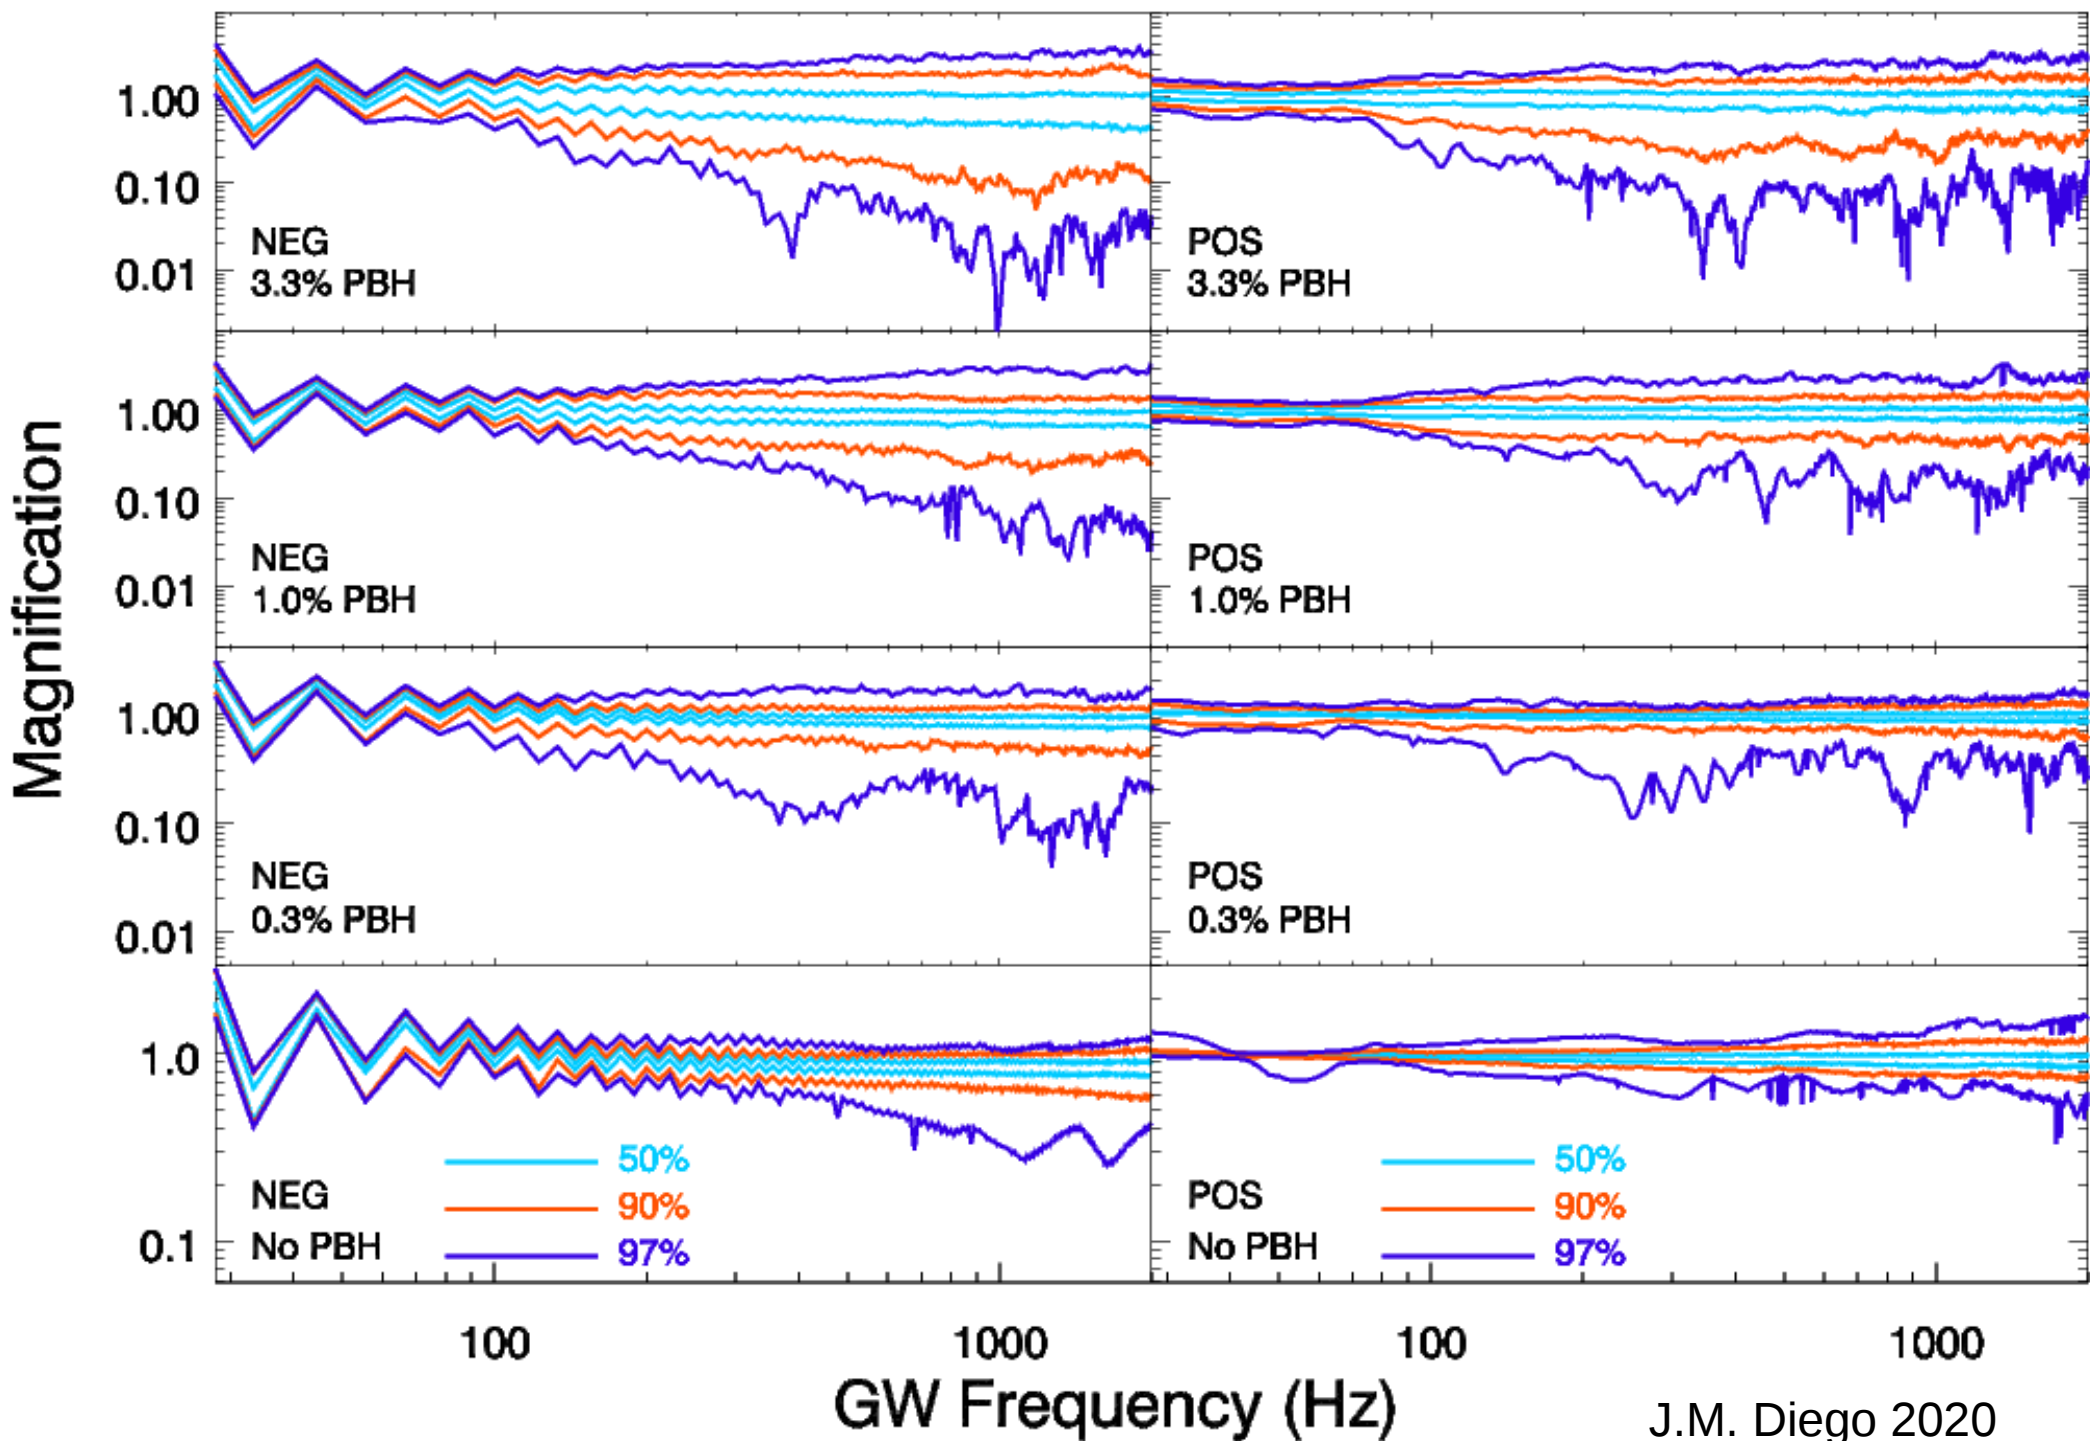 Magnification
1.00
0.10
0.01
NEG
3.3% PBH
POS
3.3% PBH
1.00
0.10
0.01
NEG
1.0% PBH
POS
1.0% PBH
1.00
0.10
0.01
NEG
0.3% PBH
POS
0.3% PBH
1.0
0.1
NEG
No PBH
50%
90%
97%
POS
No PBH
50%
90%
97%
100
1000
100
1000
GW Frequency (Hz)
J.M. Diego 2020